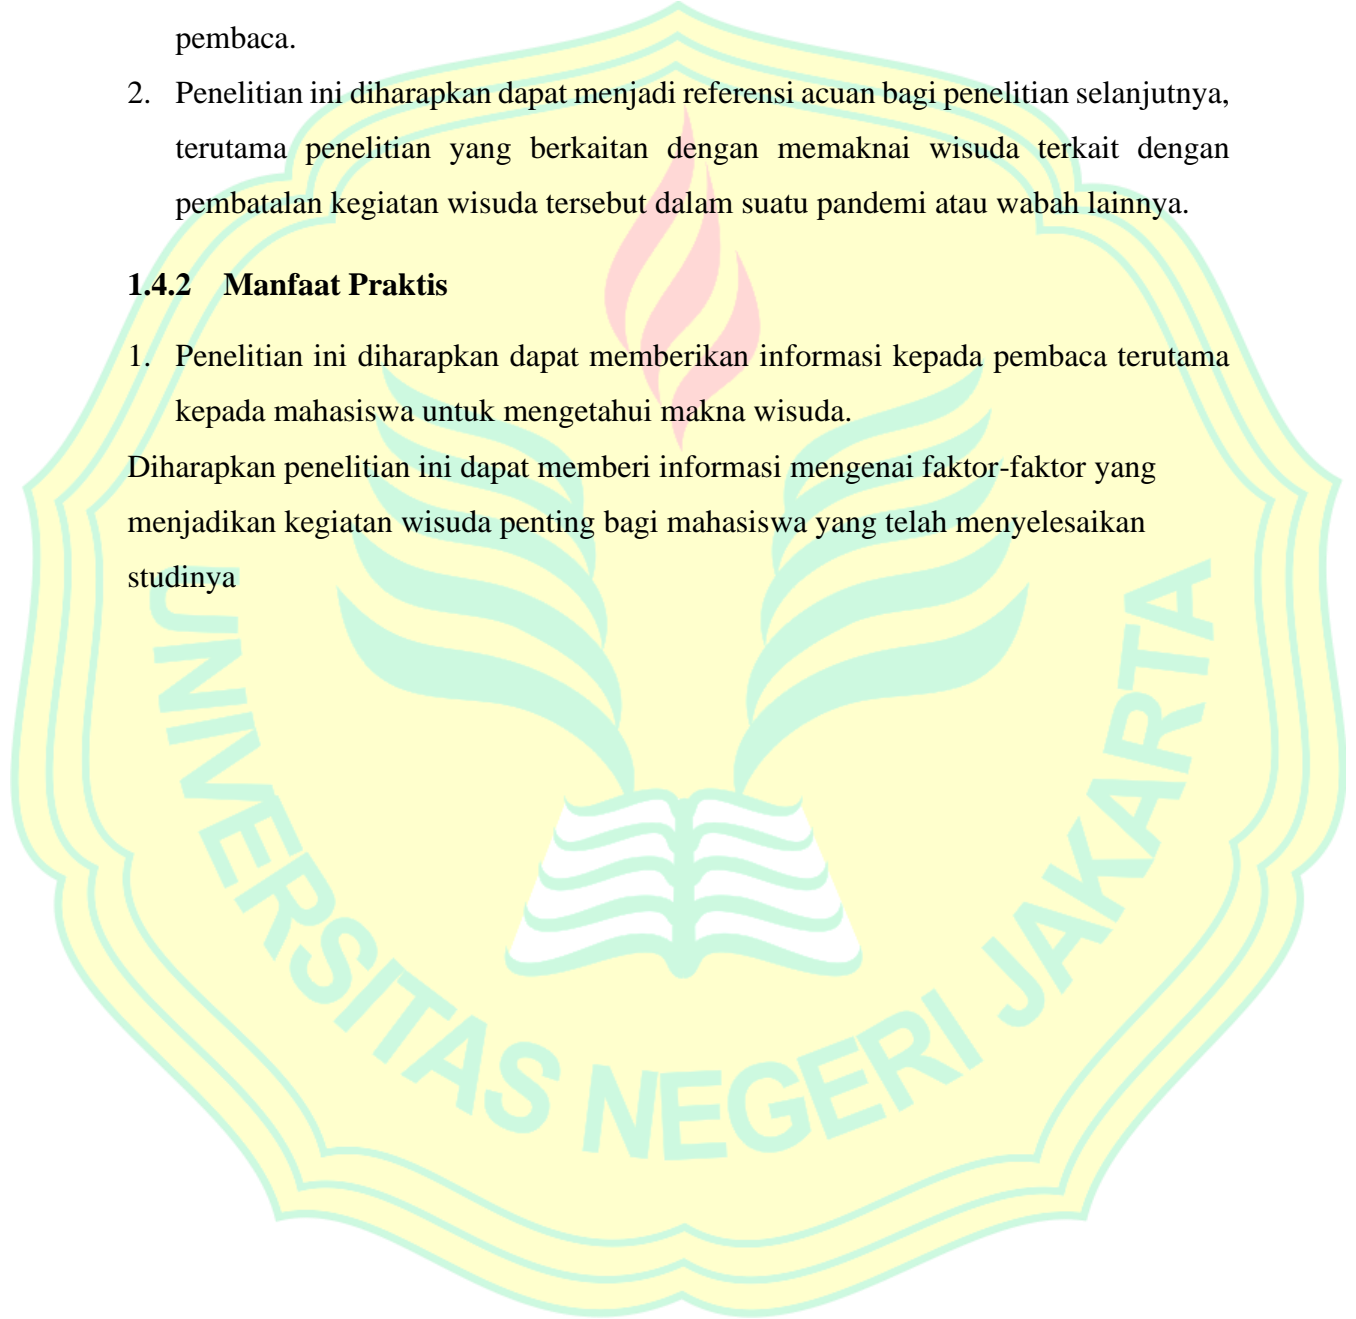 pembaca.
2. Penelitian ini diharapkan dapat menjadi referensi acuan bagi penelitian selanjutnya,
terutama penelitian yang berkaitan dengan memaknai wisuda terkait dengan
pembatalan kegiatan wisuda tersebut dalam suatu pandemi atau wabah lainnya.
1.4.2 Manfaat Praktis
1. Penelitian ini diharapkan dapat memberikan informasi kepada pembaca terutama
kepada mahasiswa untuk mengetahui makna wisuda.
Diharapkan penelitian ini dapat memberi informasi mengenai faktor-faktor yang
menjadikan kegiatan wisuda penting bagi mahasiswa yang telah menyelesaikan
studinya
UNIVERSITAS NEGERI JAKARTA